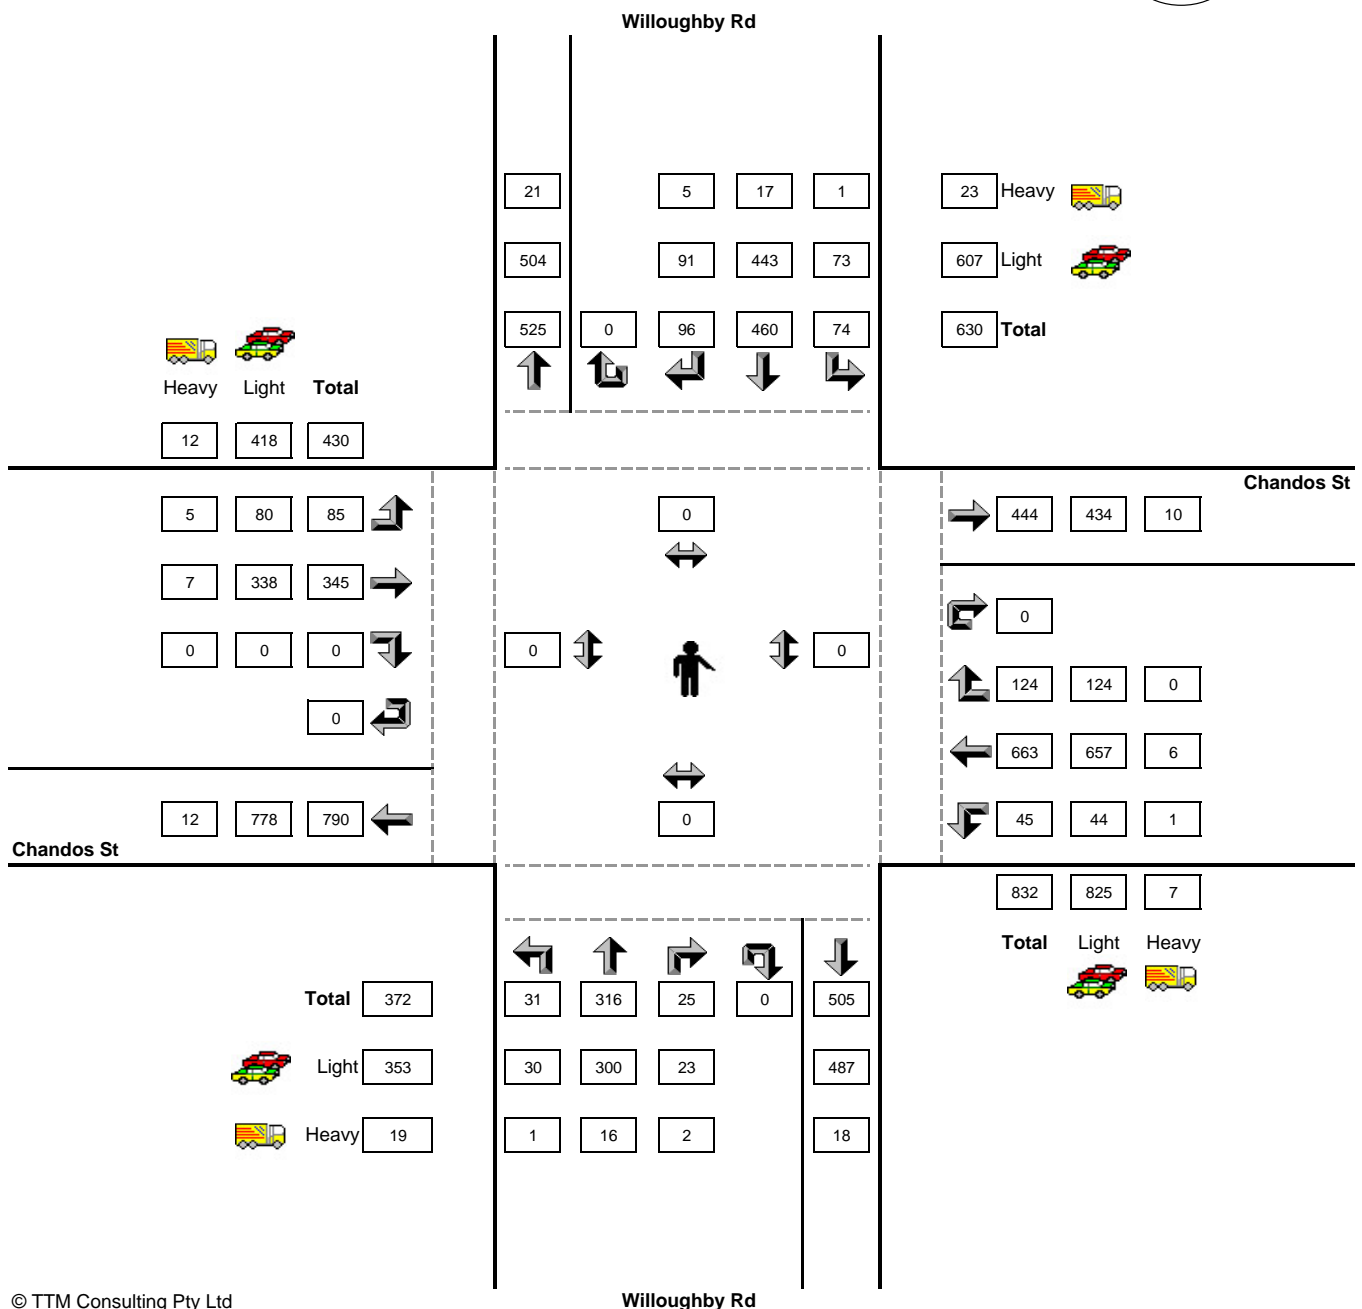 Willoughby Rd
21 5 17 1 23 Heavy
504 91 443 73 607 Light
525 0 96 460 74 630 Total
Heavy Light Total
12 418 430
Chandos St
5 80 85 0 444 434 10
7 338 345
0
0 0 0 0 0
124 124 0
0
663 657 6
12 778 790 0 45 44 1
Chandos St
832 825 7
Total Light Heavy
Total 372 31 316 25 0 505
Light 353 30 300 23 487
Heavy 19 1 16 2 18
© TTM Consulting Pty Ltd
Willoughby Rd